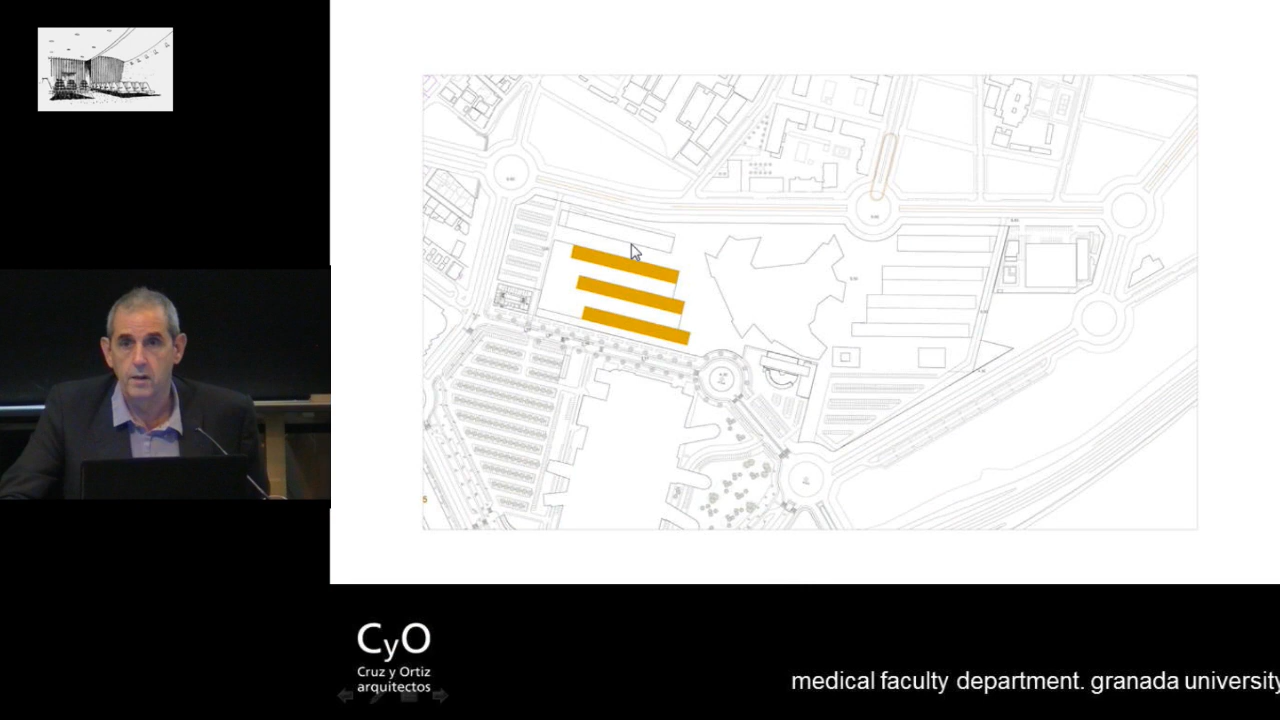 CyO
Cruz y Ortiz
arquitectos
medical faculty department. granada university